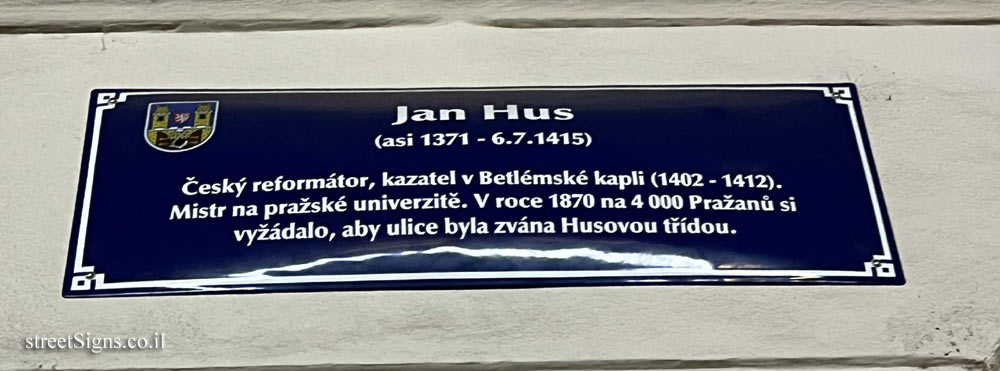 Jan Hus
(asi 1371 - 6.7.1415)
Český reformátor, kazatel v Betlémské kapli (1402 - 1412).
Mistr na pražské univerzitě. V roce 1870 na 4 000 Pražanů si
vyžádalo, aby ulice byla zvána Husovou třídou.
streetSigns.co.il